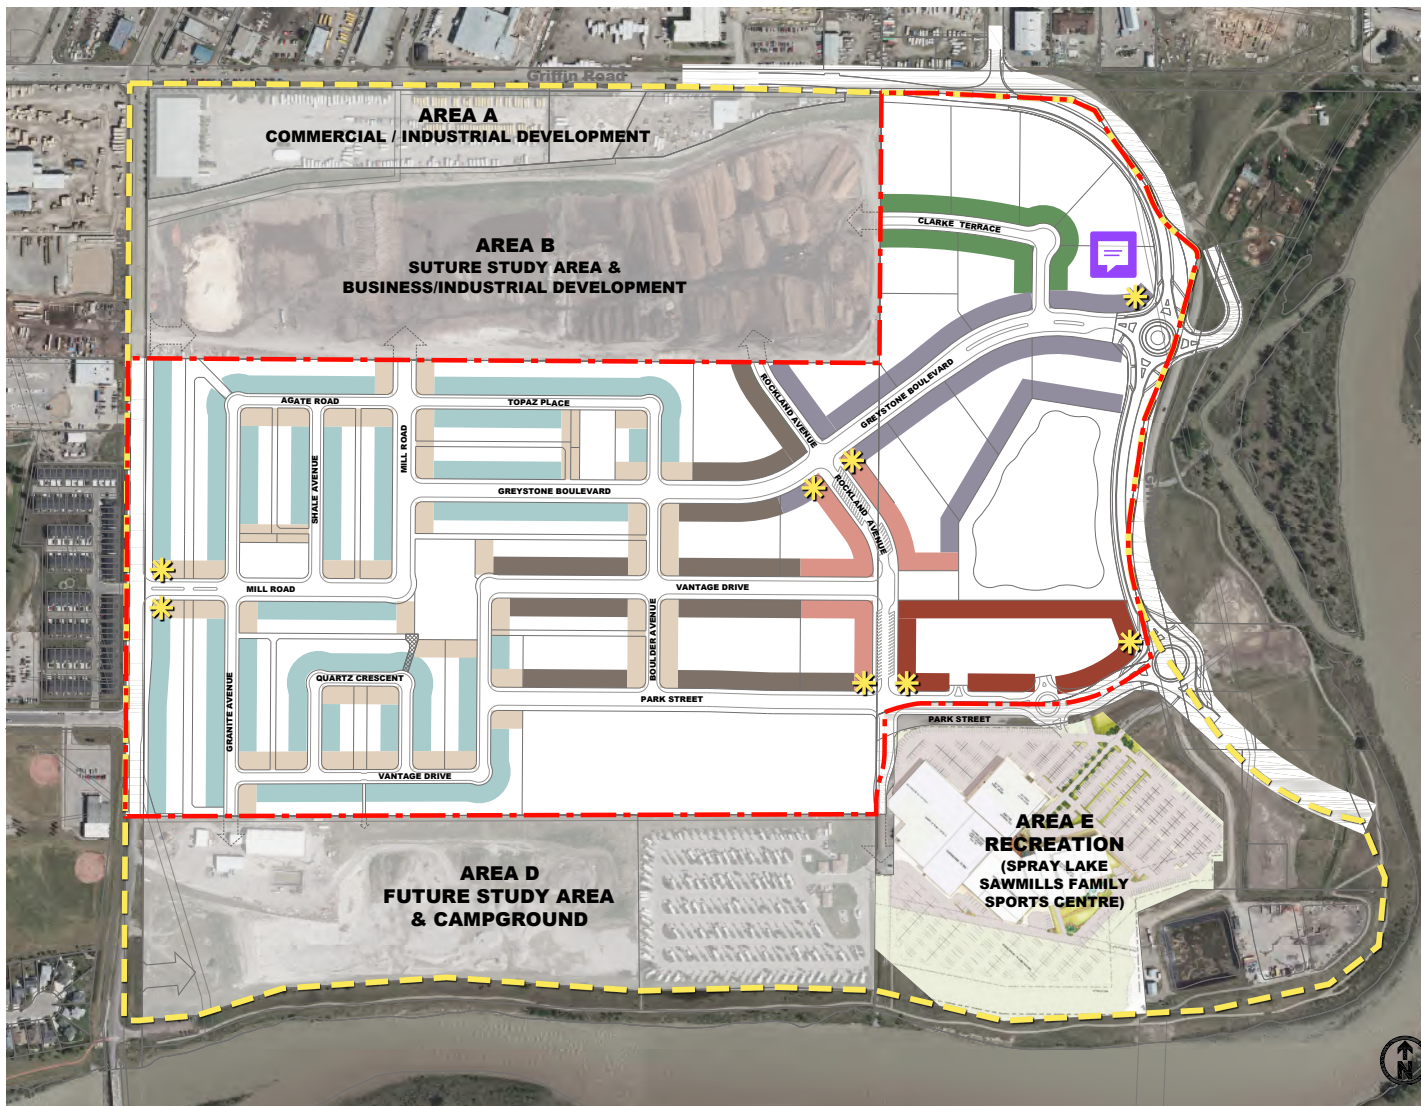 Griffin Road
AREA A
COMMERCIAL / INDUSTRIAL DEVELOPMENT
AREA B
SUTURE STUDY AREA &
BUSINESS/INDUSTRIAL DEVELOPMENT
CLARKE TERRACE
GREYSTONE BOULEVARD
ROCKLAND AVENUE
AGATE ROAD
TOPAZ PLACE
MILL ROAD
SHALE AVENUE
GREYSTONE BOULEVARD
ROCKLAND AVENUE
MILL ROAD
VANTAGE DRIVE
BOULDER AVENUE
QUARTZ CRESCENT
GRANITE AVENUE
PARK STREET
PARK STREET
VANTAGE DRIVE
AREA D
FUTURE STUDY AREA
& CAMPGROUND
AREA E
RECREATION
(SPRAY LAKE
SAWMILLS FAMILY
SPORTS CENTRE)
N